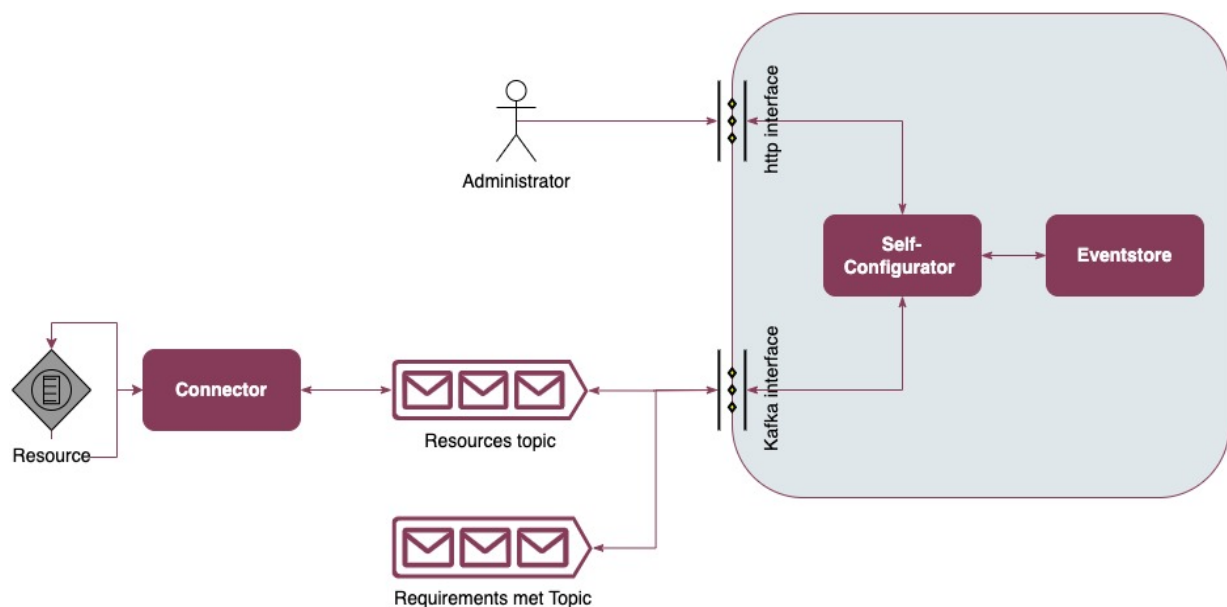 http interface
Administrator
Self-
Configurator
Eventstore
Kafka interface
Connector
Resource
Resources topic
Requirements met Topic